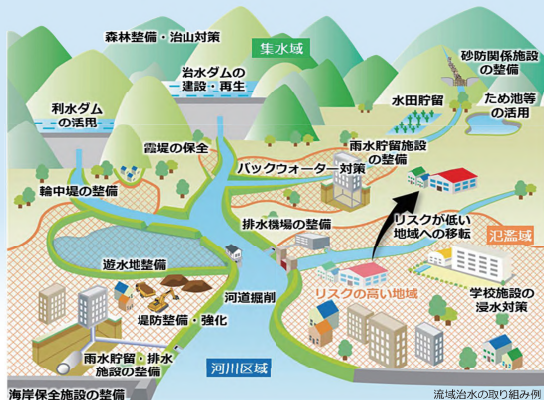 森林整備・治山対策
集水域
砂防関係施設
の整備
治水ダムの
建設・再生
水田貯留
ため池等
の活用
利水ダム
の活用
霞堤の保全
雨水貯留施設
の整備
バックウォーター対策
輪中堤の整備
排水機場の整備
リスクが低い
地域への移転
氾濫域
遊水地整備
河道掘削
リスクの高い地域
学校施設の
浸水対策
堤防整備・強化
雨水貯留・排水
施設の整備
河川区域
海岸保全施設の整備
流域治水の取り組み例